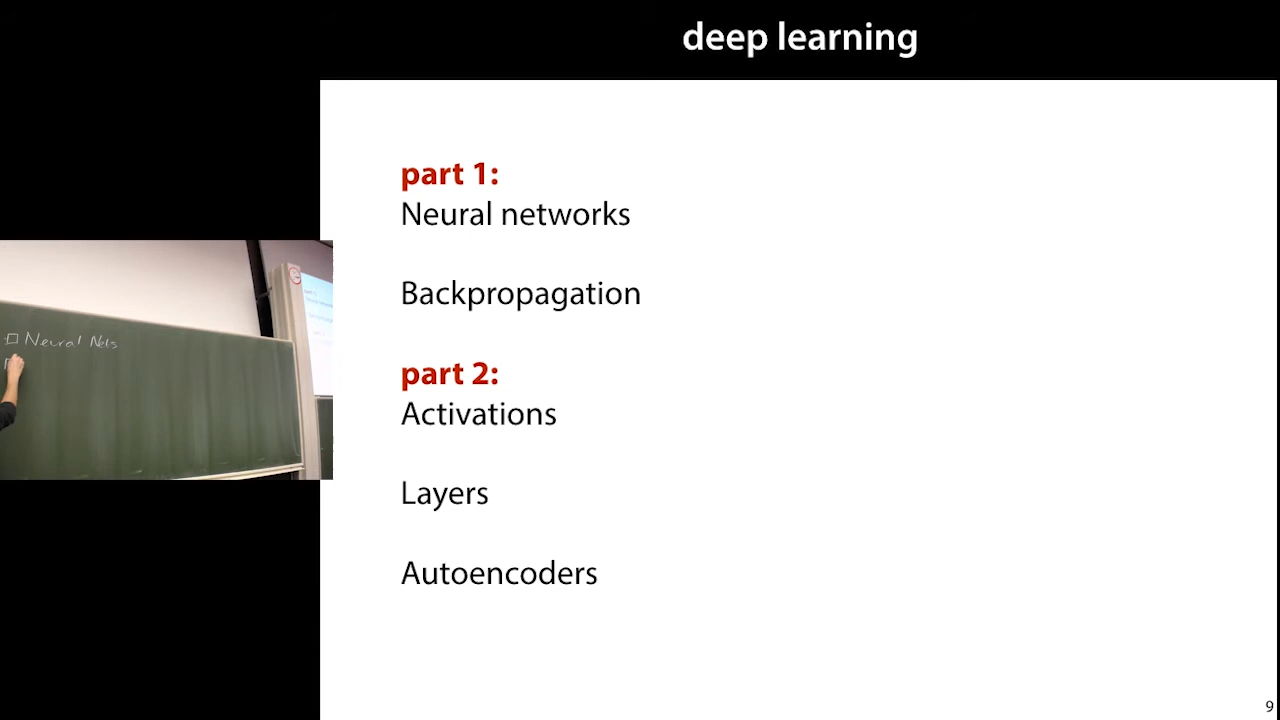 deep learning
part 1:
Neural networks
Backpropagation
part 2:
Activations
Layers
Autoencoders
9
Neural Nets